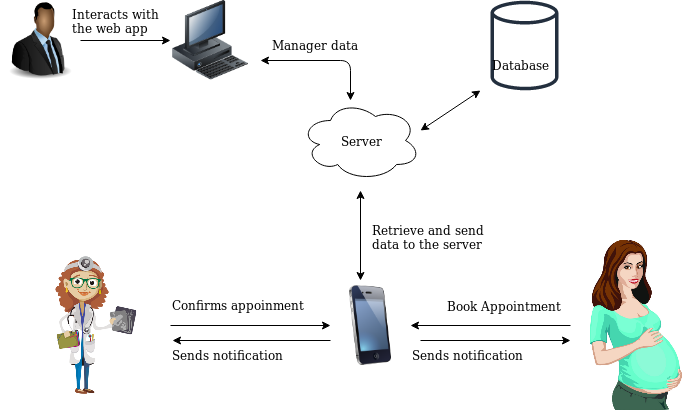 Interacts with
the web app
Manager data
Database
Server
Retrieve and send
data to the server
Confirms appoinment
Book Appointment
Sends notification
Sends notification